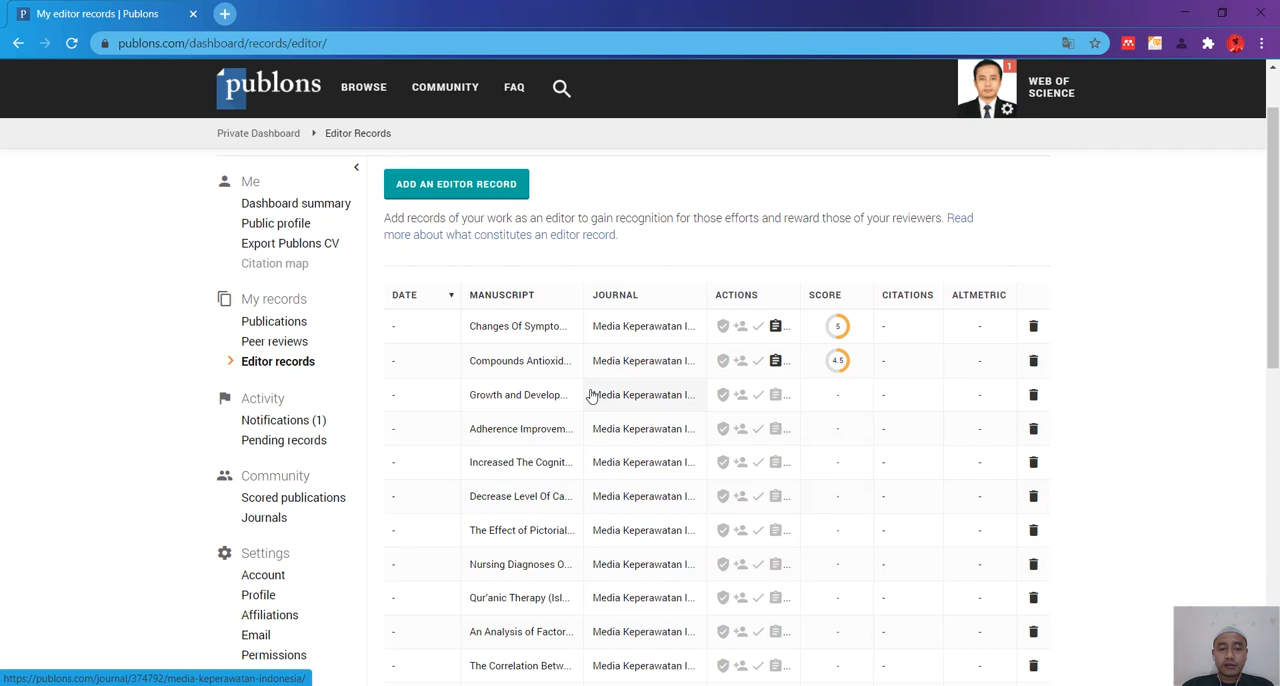 My editor records | Publons
publons.com/dashboard/records/editor/
publons BROWSE COMMUNITY FAQ
1
WEB OF
SCIENCE
Private Dashboard Editor Records
Me
Dashboard summary
Public profile
Export Publons CV
Citation map
My records
Publications
Peer reviews
Editor records
Activity
Notifications (1)
Pending records
Community
Scored publications
Journals
Settings
Account
Profile
Affiliations
Email
Permissions
ADD AN EDITOR RECORD
Add records of your work as an editor to gain recognition for those efforts and reward those of your reviewers. Read
more about what constitutes an editor record.
DATE MANUSCRIPT JOURNAL ACTIONS SCORE CITATIONS ALTMETRIC
- Changes Of Sympto... Media Keperawatan I... ... 5 - -
- Compounds Antioxid... Media Keperawatan I... ... 4.5 - -
- Growth and Develop... Media Keperawatan I... ... - - -
- Adherence Improvem... Media Keperawatan I... ... - - -
- Increased The Cognit... Media Keperawatan I... ... - - -
- Decrease Level Of Ca... Media Keperawatan I... ... - - -
- The Effect of Pictorial... Media Keperawatan I... ... - - -
- Nursing Diagnoses O... Media Keperawatan I... ... - - -
- Qur'anic Therapy (Isl... Media Keperawatan I... ... - - -
- An Analysis of Factor... Media Keperawatan I... ... - - -
- The Correlation Betw... Media Keperawatan I... ... - - -
https://publons.com/journal/374792/media-keperawatan-indonesia/